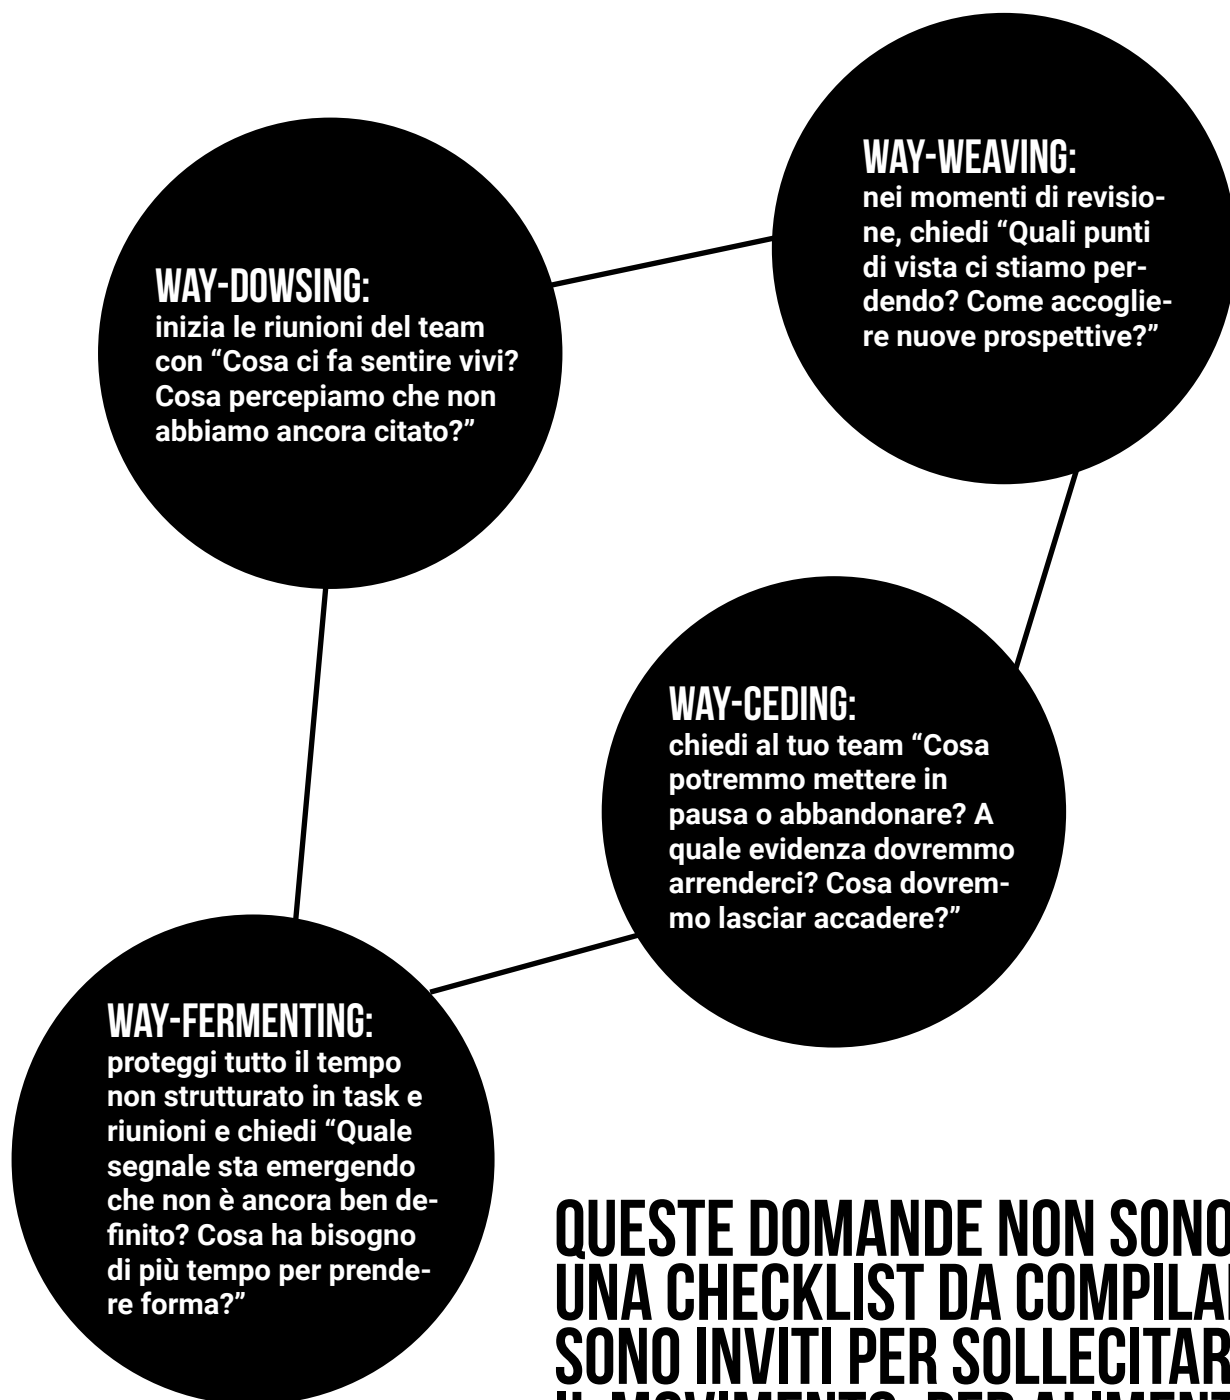 WAY-DOWSING:
inizia le riunioni del team
con “Cosa ci fa sentire vivi?
Cosa percepiamo che non
abbiamo ancora citato?”
WAY-WEAVING:
nei momenti di revisio-
ne, chiedi “Quali punti
di vista ci stiamo per-
dendo? Come accoglie-
re nuove prospettive?”
WAY-CEDING:
chiedi al tuo team “Cosa
potremmo mettere in
pausa o abbandonare? A
quale evidenza dovremmo
arrenderci? Cosa dovrem-
mo lasciar accadere?”
WAY-FERMENTING:
proteggi tutto il tempo
non strutturato in task e
riunioni e chiedi “Quale
segnale sta emergendo
che non è ancora ben de-
finito? Cosa ha bisogno
di più tempo per prende-
re forma?”
QUESTE DOMANDE NON SONO
UNA CHECKLIST DA
SONO INVITI PER